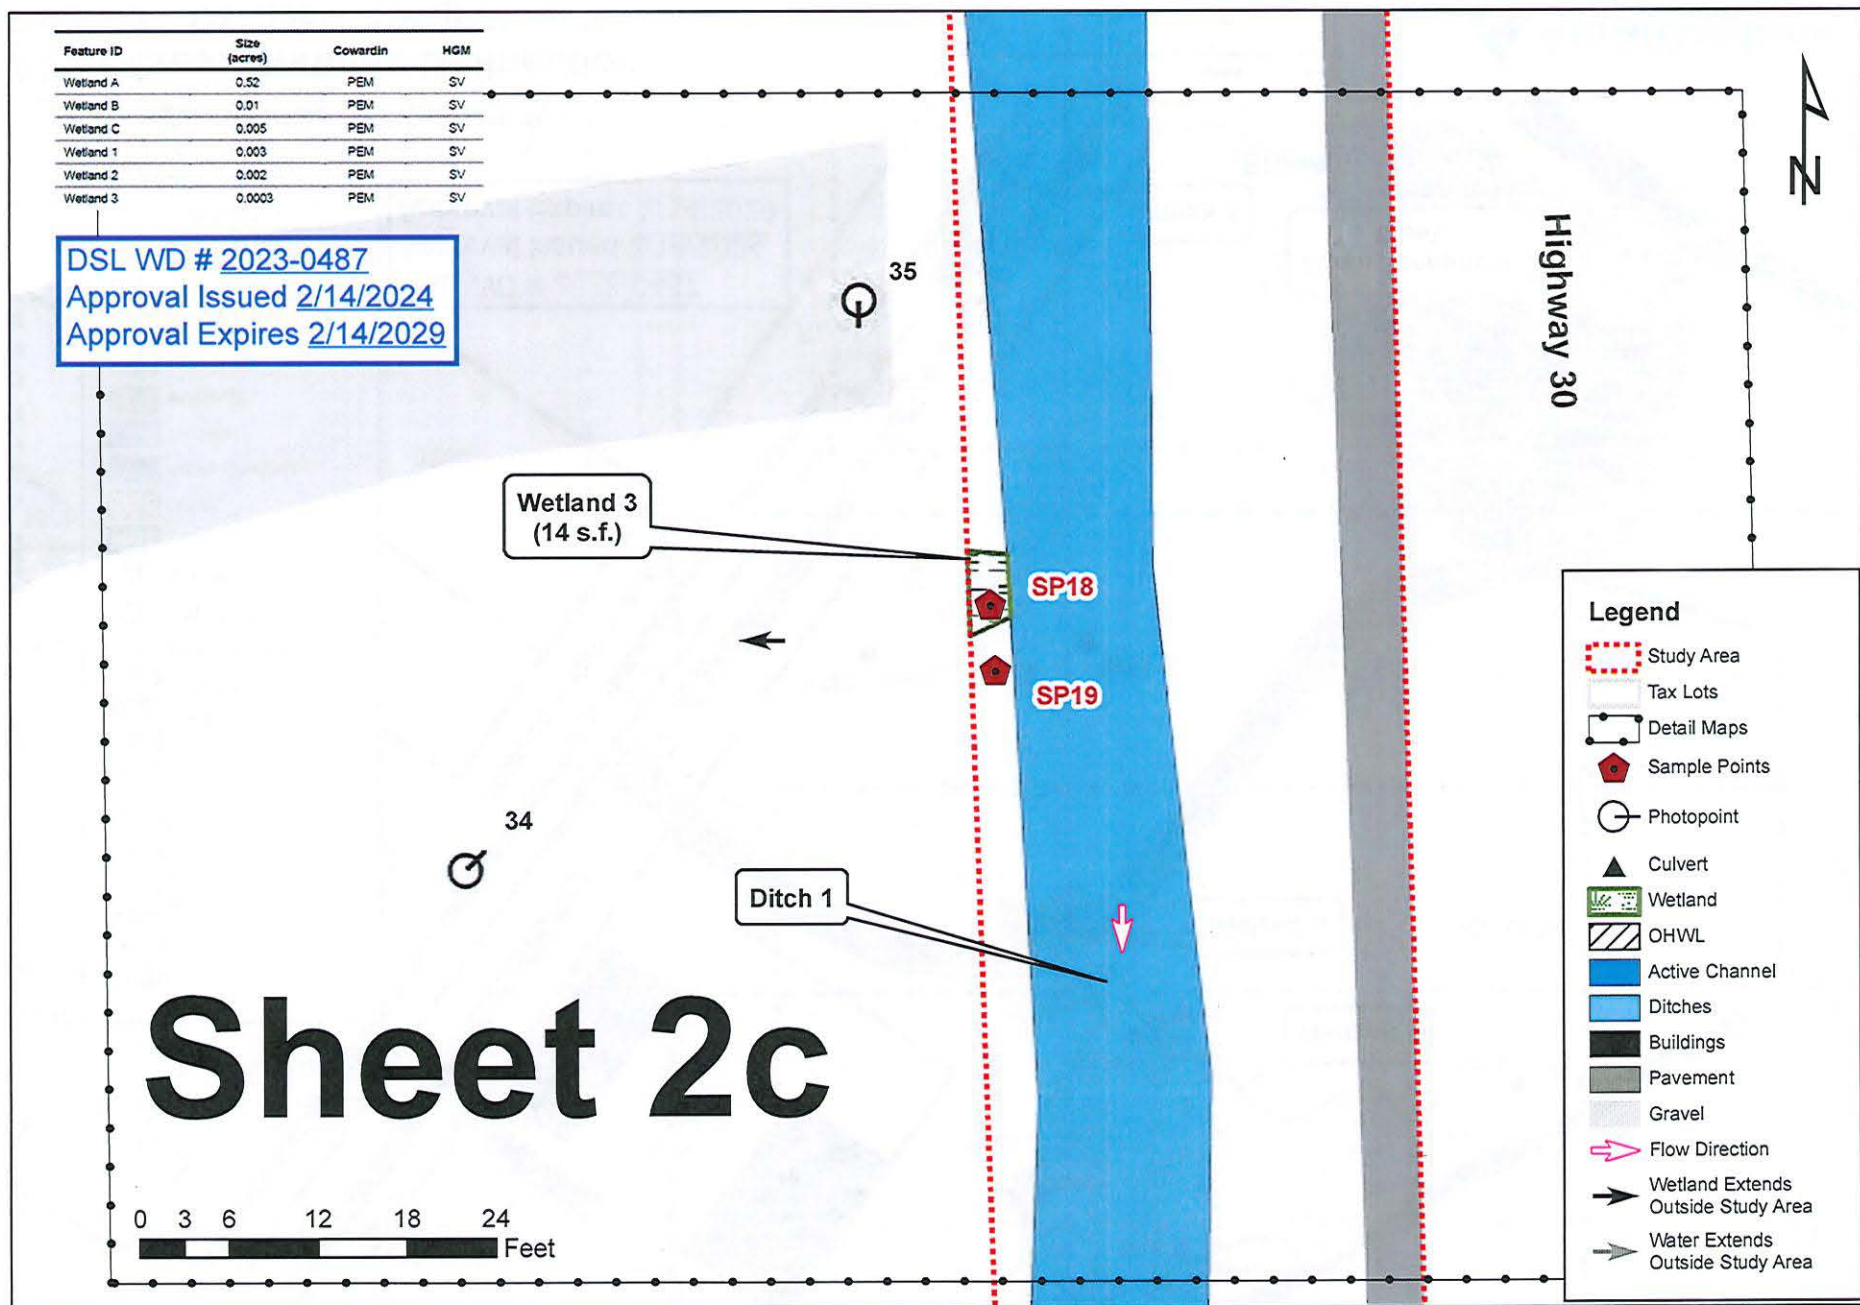 Feature ID Size (acres) Cowardin HGM
Wetland A 0.52 PEM SV
Wetland B 0.01 PEM SV
Wetland C 0.005 PEM SV
Wetland 1 0.003 PEM SV
Wetland 2 0.002 PEM SV
Wetland 3 0.0003 PEM SV
DSL WD # 2023-0487
Approval Issued 2/14/2024
Approval Expires 2/14/2029
35
N
Highway 30
Wetland 3
(14 s.f.)
SP18
SP19
34
Ditch 1
Sheet 2c
0 3 6 12 18 24
Feet
Legend
Study Area
Tax Lots
Detail Maps
Sample Points
Photopoint
Culvert
Wetland
OHWL
Active Channel
Ditches
Buildings
Pavement
Gravel
Flow Direction
Wetland Extends
Outside Study Area
Water Extends
Outside Study Area